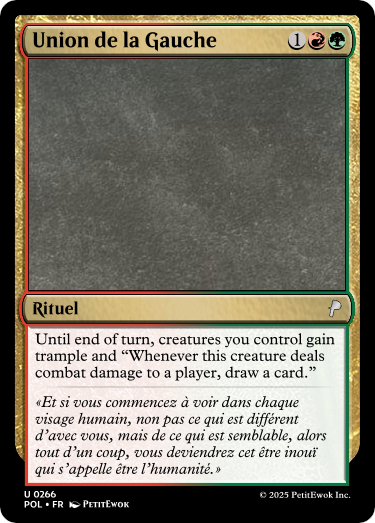 Union de la Gauche 1
Rituel
Until end of turn, creatures you control gain
trample and “Whenever this creature deals
combat damage to a player, draw a card.”
«Et si vous commencez à voir dans chaque
visage humain, non pas ce qui est différent
d’avec vous, mais de ce qui est semblable, alors
tout d’un coup, vous deviendrez cet être inouï
qui s’appelle être l’humanité.»
U 0266
POL • FR PetitEwok
© 2025 PetitEwok Inc.